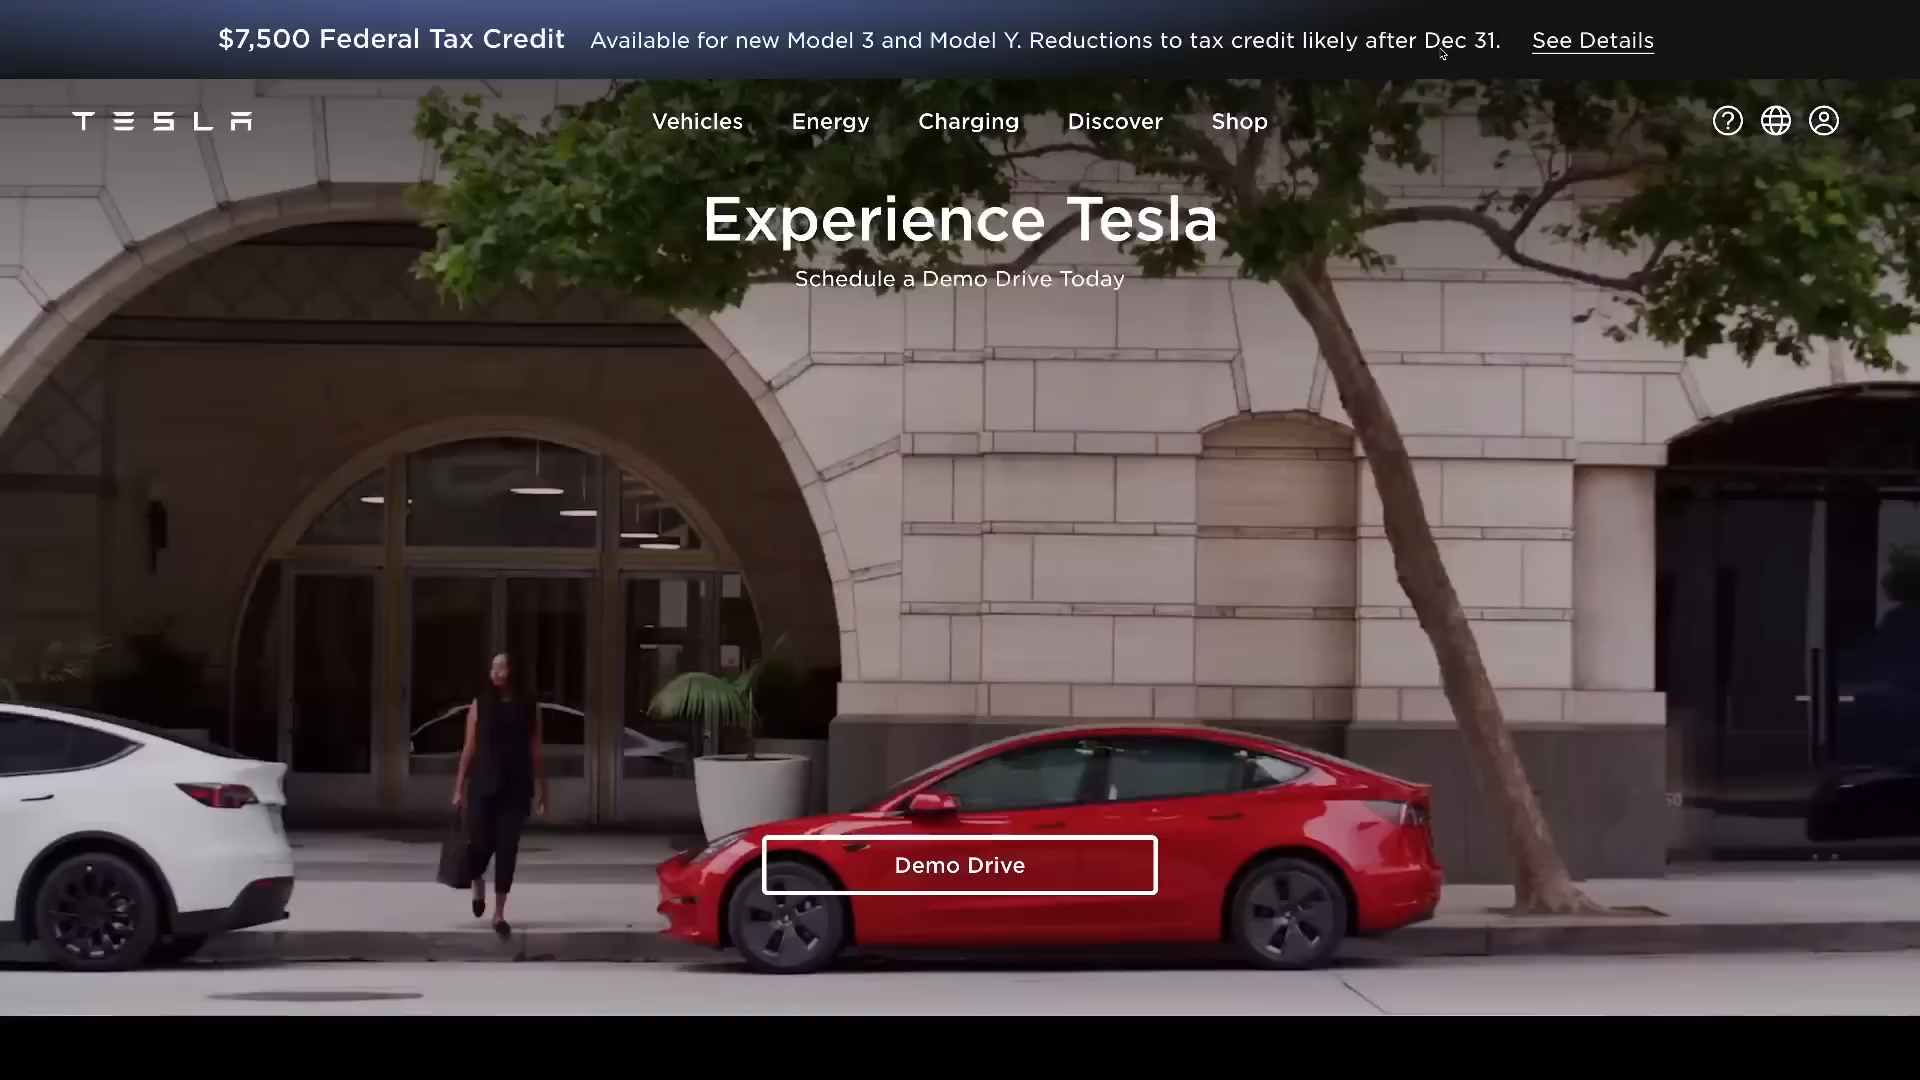 $7,500 Federal Tax Credit Available for new Model 3 and Model Y. Reductions to tax credit likely after Dec 31. See Details
TESLA Vehicles Energy Charging Discover Shop
Experience Tesla
Schedule a Demo Drive Today
Demo Drive